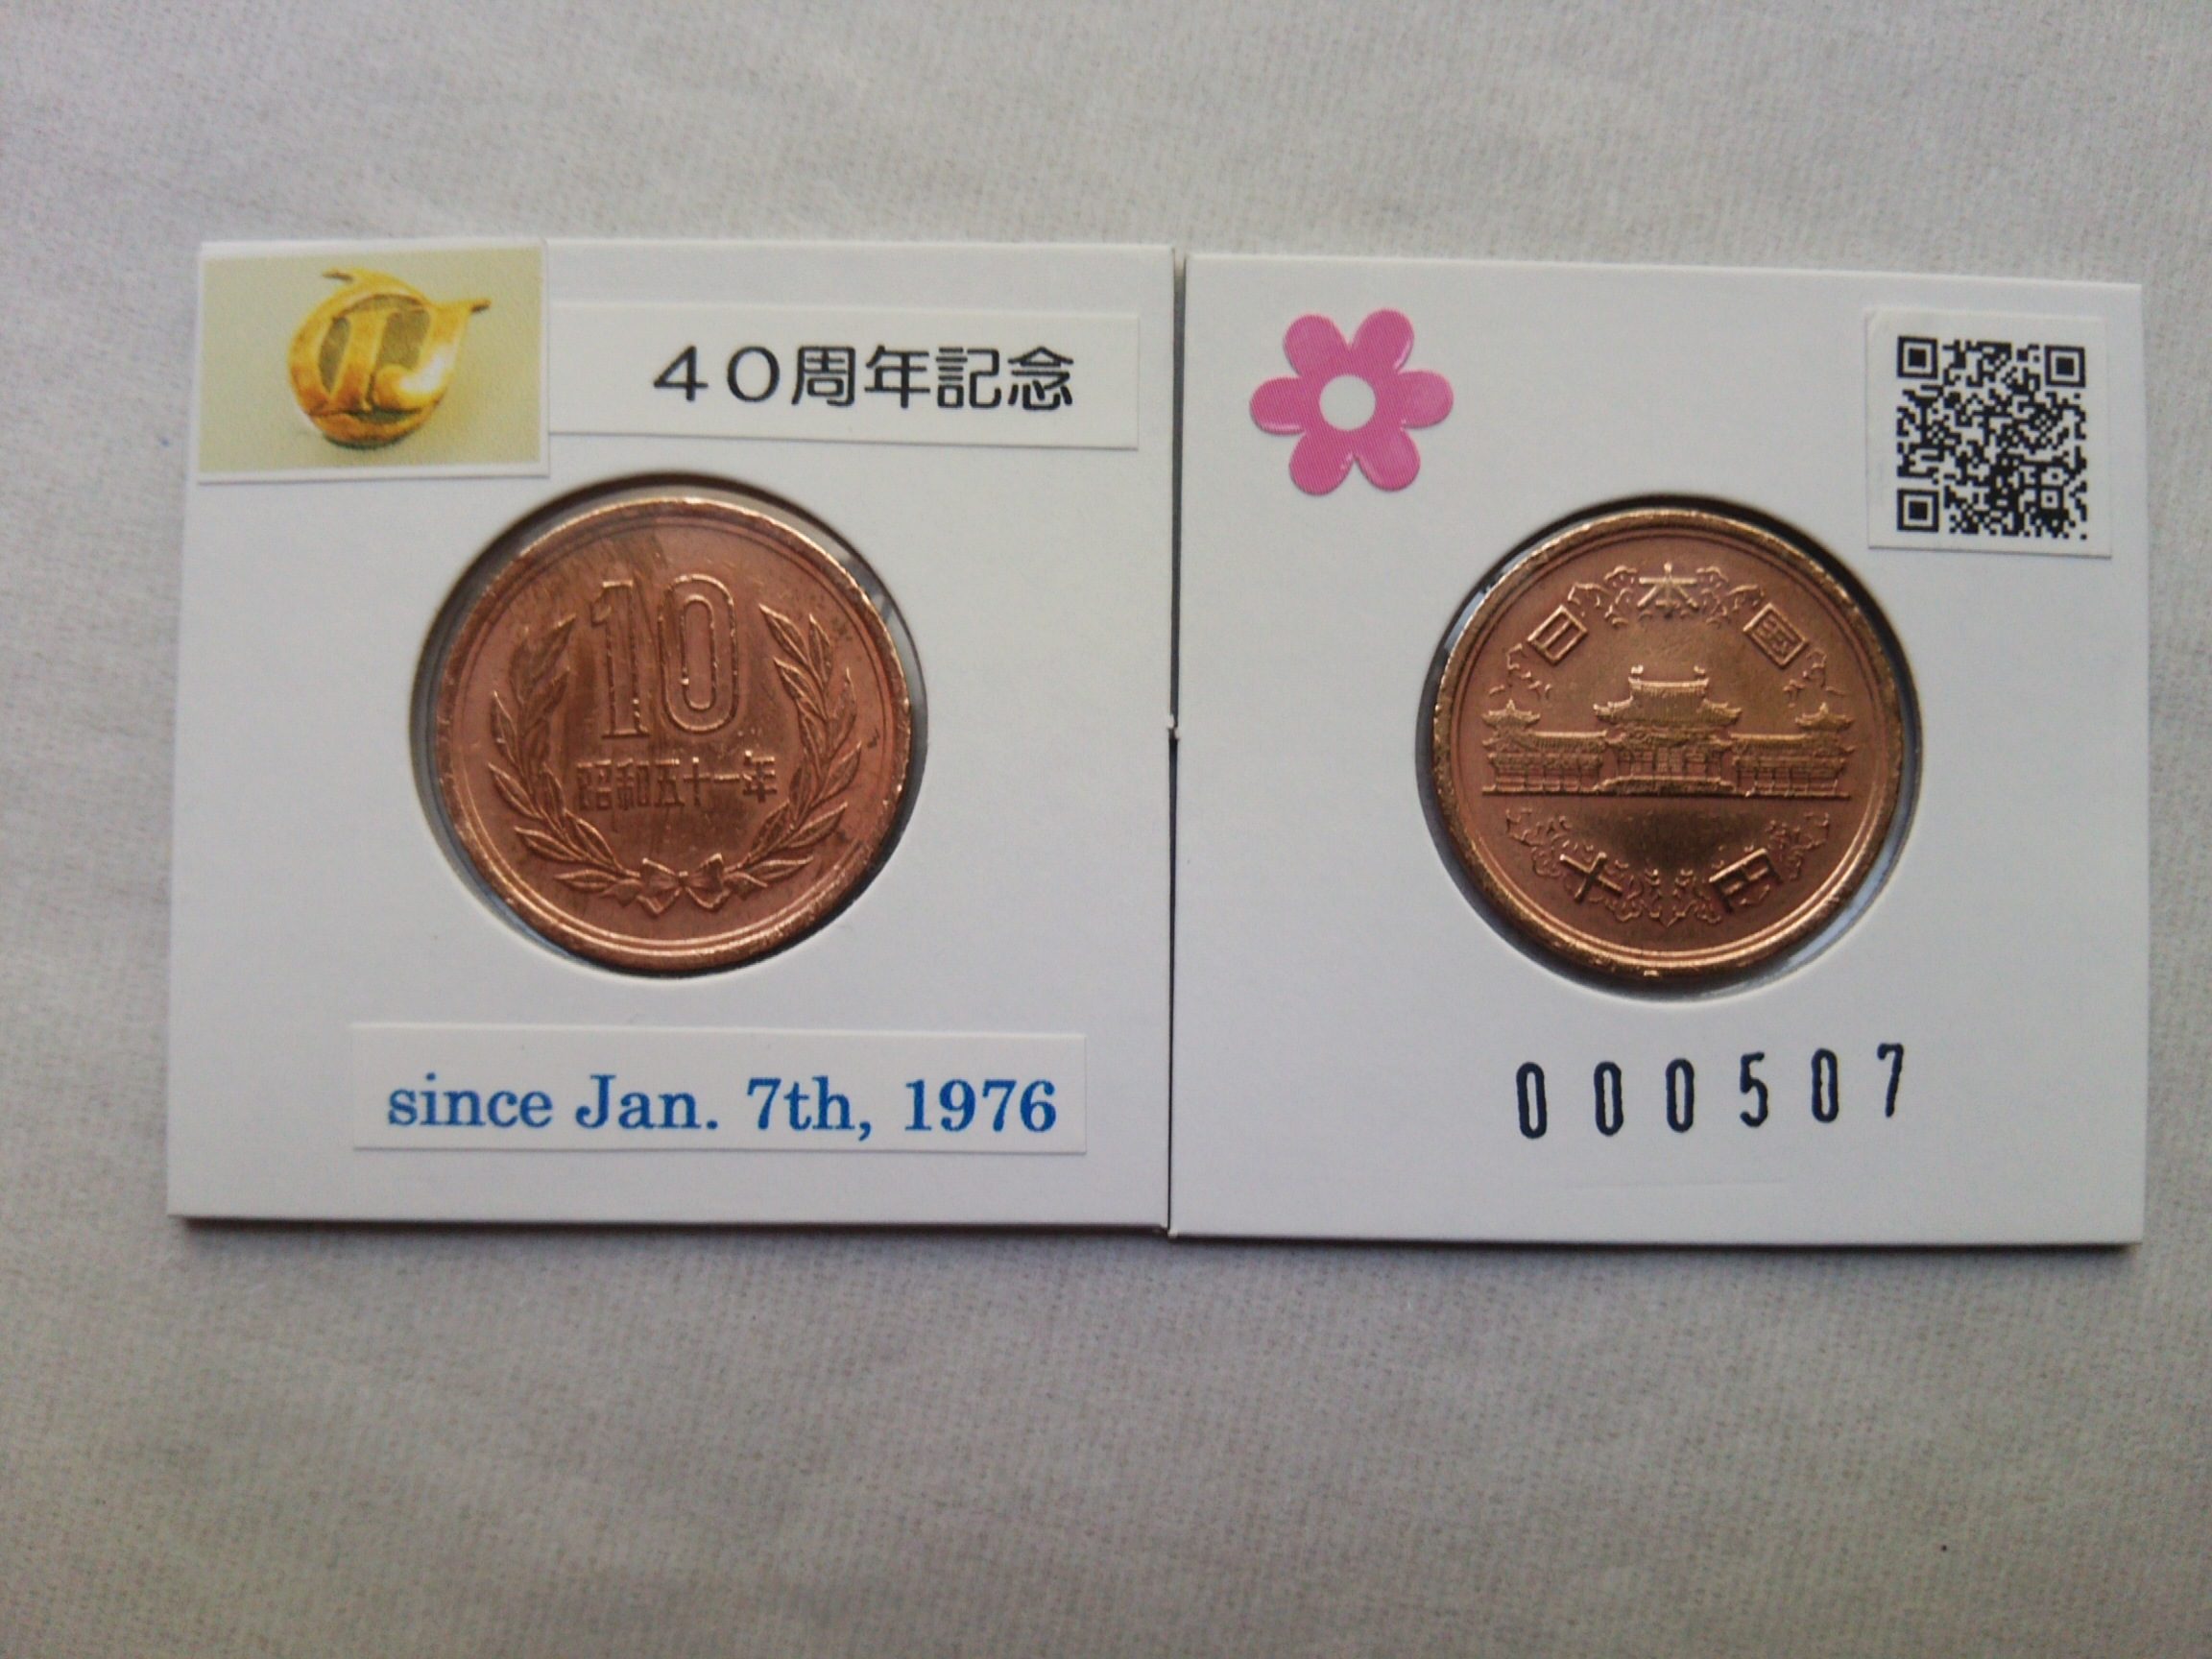 40周年記念
10
昭和五十一年
since Jan. 7th, 1976
日本国
十円
000507